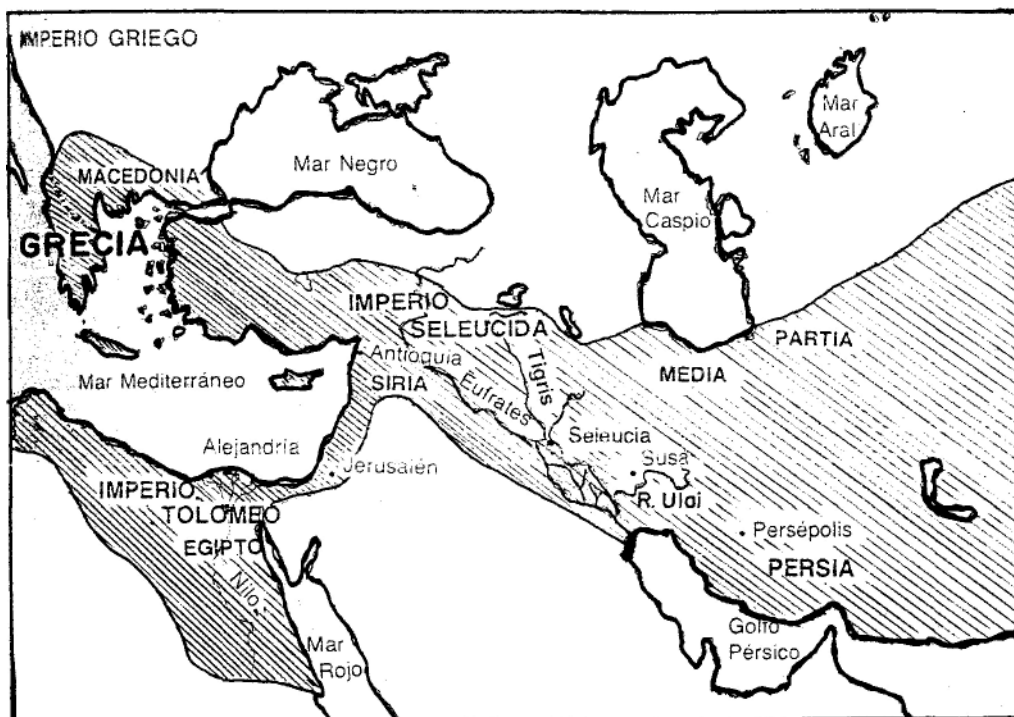 IMPERIO GRIEGO
Mar
Aral
Mar Negro
MACEDONIA
Mar
Caspio
GRECIA
IMPERIO
SELEUCIDA
PARTIA
Antioquía
Tigris
MEDIA
Mar Mediterráneo
SIRIA
Éufrates
Seleucia
Alejandría
Jerusalén
Susa
IMPERIO
R. Ulai
TOLOMEO
Persépolis
EGIPTO
PERSIA
Nilo
Golfo
Pérsico
Mar
Rojo